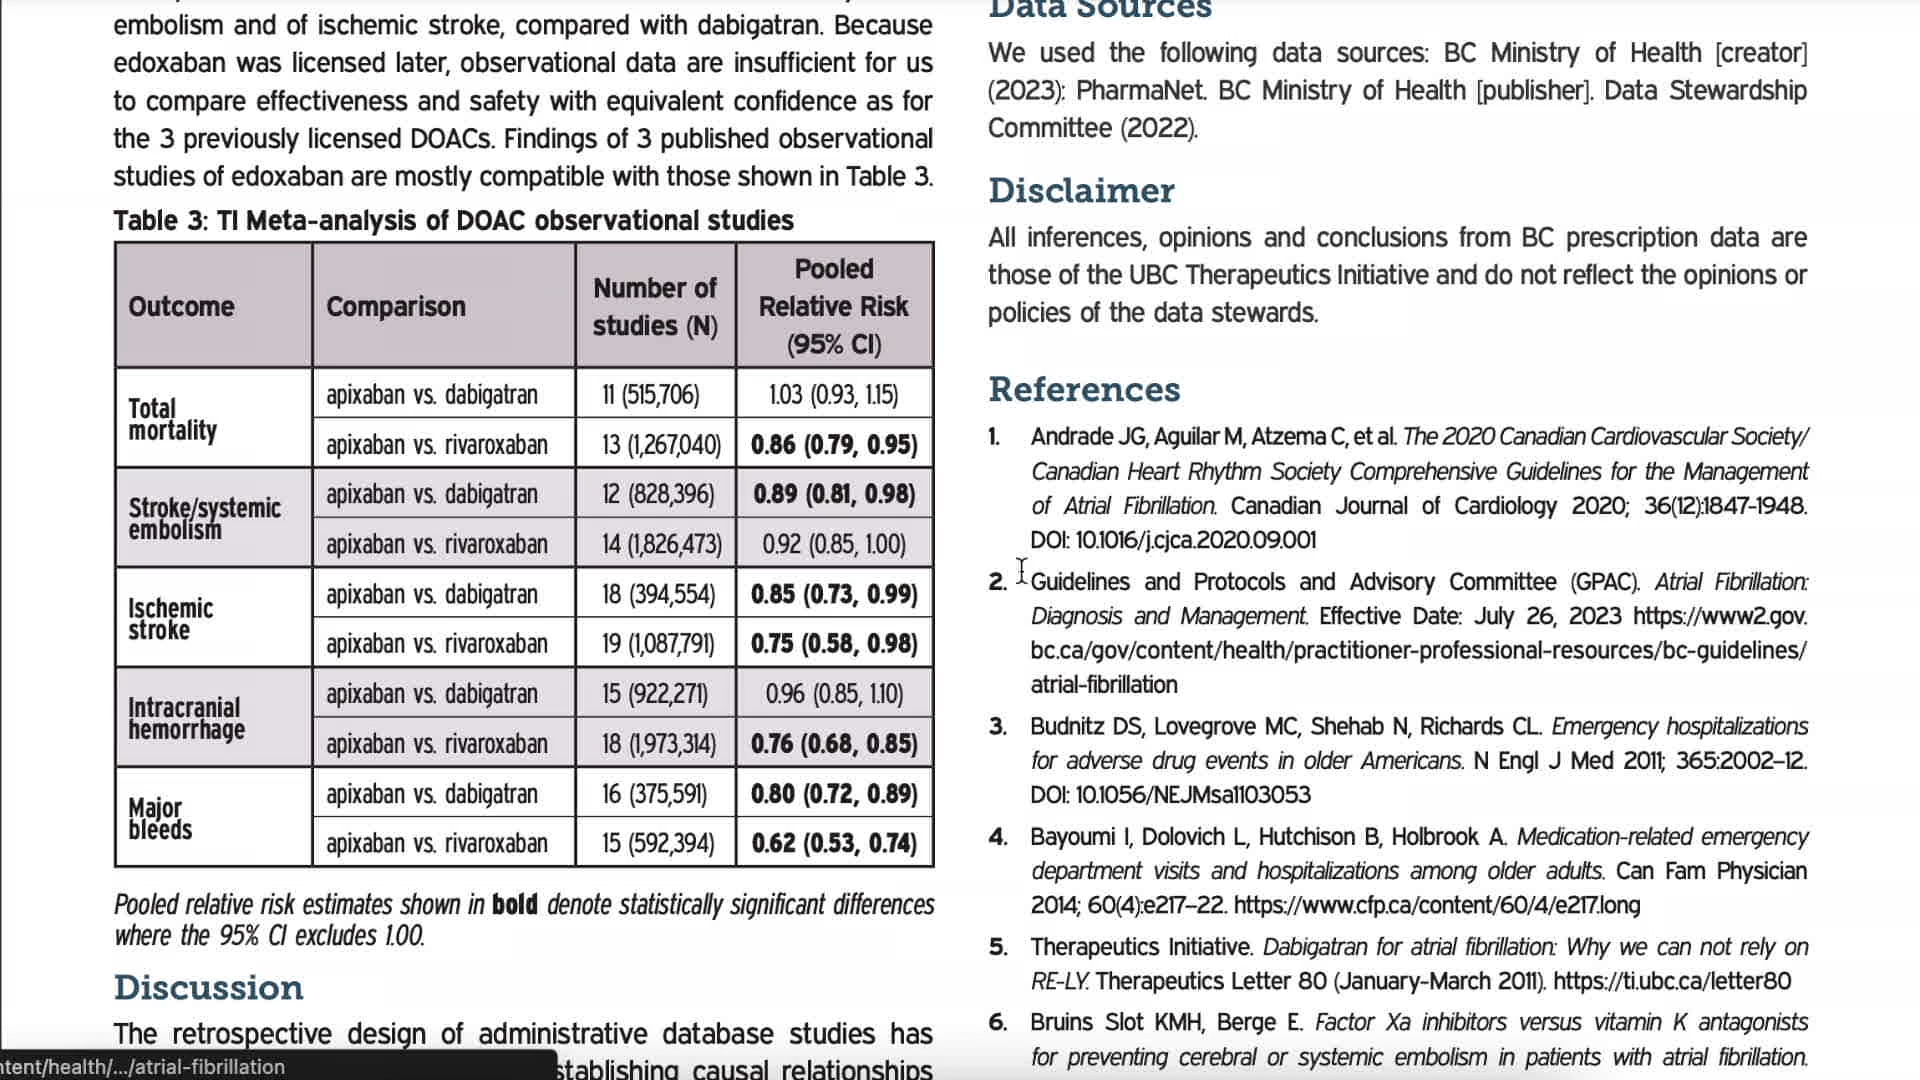 embolism and of ischemic stroke, compared with dabigatran. Because
edoxaban was licensed later, observational data are insufficient for us
to compare effectiveness and safety with equivalent confidence as for
the 3 previously licensed DOACs. Findings of 3 published observational
studies of edoxaban are mostly compatible with those shown in Table 3.
Table 3: TI Meta-analysis of DOAC observational studies
Outcome Comparison Number of studies (N) Pooled Relative Risk (95% CI)
Total mortality apixaban vs. dabigatran 11 (515,706) 1.03 (0.93, 1.15)
apixaban vs. rivaroxaban 13 (1,267,040) 0.86 (0.79, 0.95)
Stroke/systemic embolism apixaban vs. dabigatran 12 (828,396) 0.89 (0.81, 0.98)
apixaban vs. rivaroxaban 14 (1,826,473) 0.92 (0.85, 1.00)
Ischemic stroke apixaban vs. dabigatran 18 (394,554) 0.85 (0.73, 0.99)
apixaban vs. rivaroxaban 19 (1,087,791) 0.75 (0.58, 0.98)
Intracranial hemorrhage apixaban vs. dabigatran 15 (922,271) 0.96 (0.85, 1.10)
apixaban vs. rivaroxaban 18 (1,973,314) 0.76 (0.68, 0.85)
Major bleeds apixaban vs. dabigatran 16 (375,591) 0.80 (0.72, 0.89)
apixaban vs. rivaroxaban 15 (592,394) 0.62 (0.53, 0.74)
Pooled relative risk estimates shown in bold denote statistically significant differences
where the 95% CI excludes 1.00.
Discussion
The retrospective design of administrative database studies has
stablishing causal relationships
ntent/health/.../atrial-fibrillation
Data Sources
We used the following data sources: BC Ministry of Health [creator]
(2023): PharmaNet. BC Ministry of Health [publisher]. Data Stewardship
Committee (2022).
Disclaimer
All inferences, opinions and conclusions from BC prescription data are
those of the UBC Therapeutics Initiative and do not reflect the opinions or
policies of the data stewards.
References
1. Andrade JG, Aguilar M, Atzema C, et al. The 2020 Canadian Cardiovascular Society/
Canadian Heart Rhythm Society Comprehensive Guidelines for the Management
of Atrial Fibrillation. Canadian Journal of Cardiology 2020; 36(12):1847-1948.
DOI: 10.1016/j.cjca.2020.09.001
2. Guidelines and Protocols and Advisory Committee (GPAC). Atrial Fibrillation:
Diagnosis and Management. Effective Date: July 26, 2023 https://www2.gov.
bc.ca/gov/content/health/practitioner-professional-resources/bc-guidelines/
atrial-fibrillation
3. Budnitz DS, Lovegrove MC, Shehab N, Richards CL. Emergency hospitalizations
for adverse drug events in older Americans. N Engl J Med 2011; 365:2002–12.
DOI: 10.1056/NEJMsa1103053
4. Bayoumi I, Dolovich L, Hutchison B, Holbrook A. Medication-related emergency
department visits and hospitalizations among older adults. Can Fam Physician
2014; 60(4):e217–22. https://www.cfp.ca/content/60/4/e217.long
5. Therapeutics Initiative. Dabigatran for atrial fibrillation: Why we can not rely on
RE-LY. Therapeutics Letter 80 (January-March 2011). https://ti.ubc.ca/letter80
6. Bruins Slot KMH, Berge E. Factor Xa inhibitors versus vitamin K antagonists
for preventing cerebral or systemic embolism in patients with atrial fibrillation.